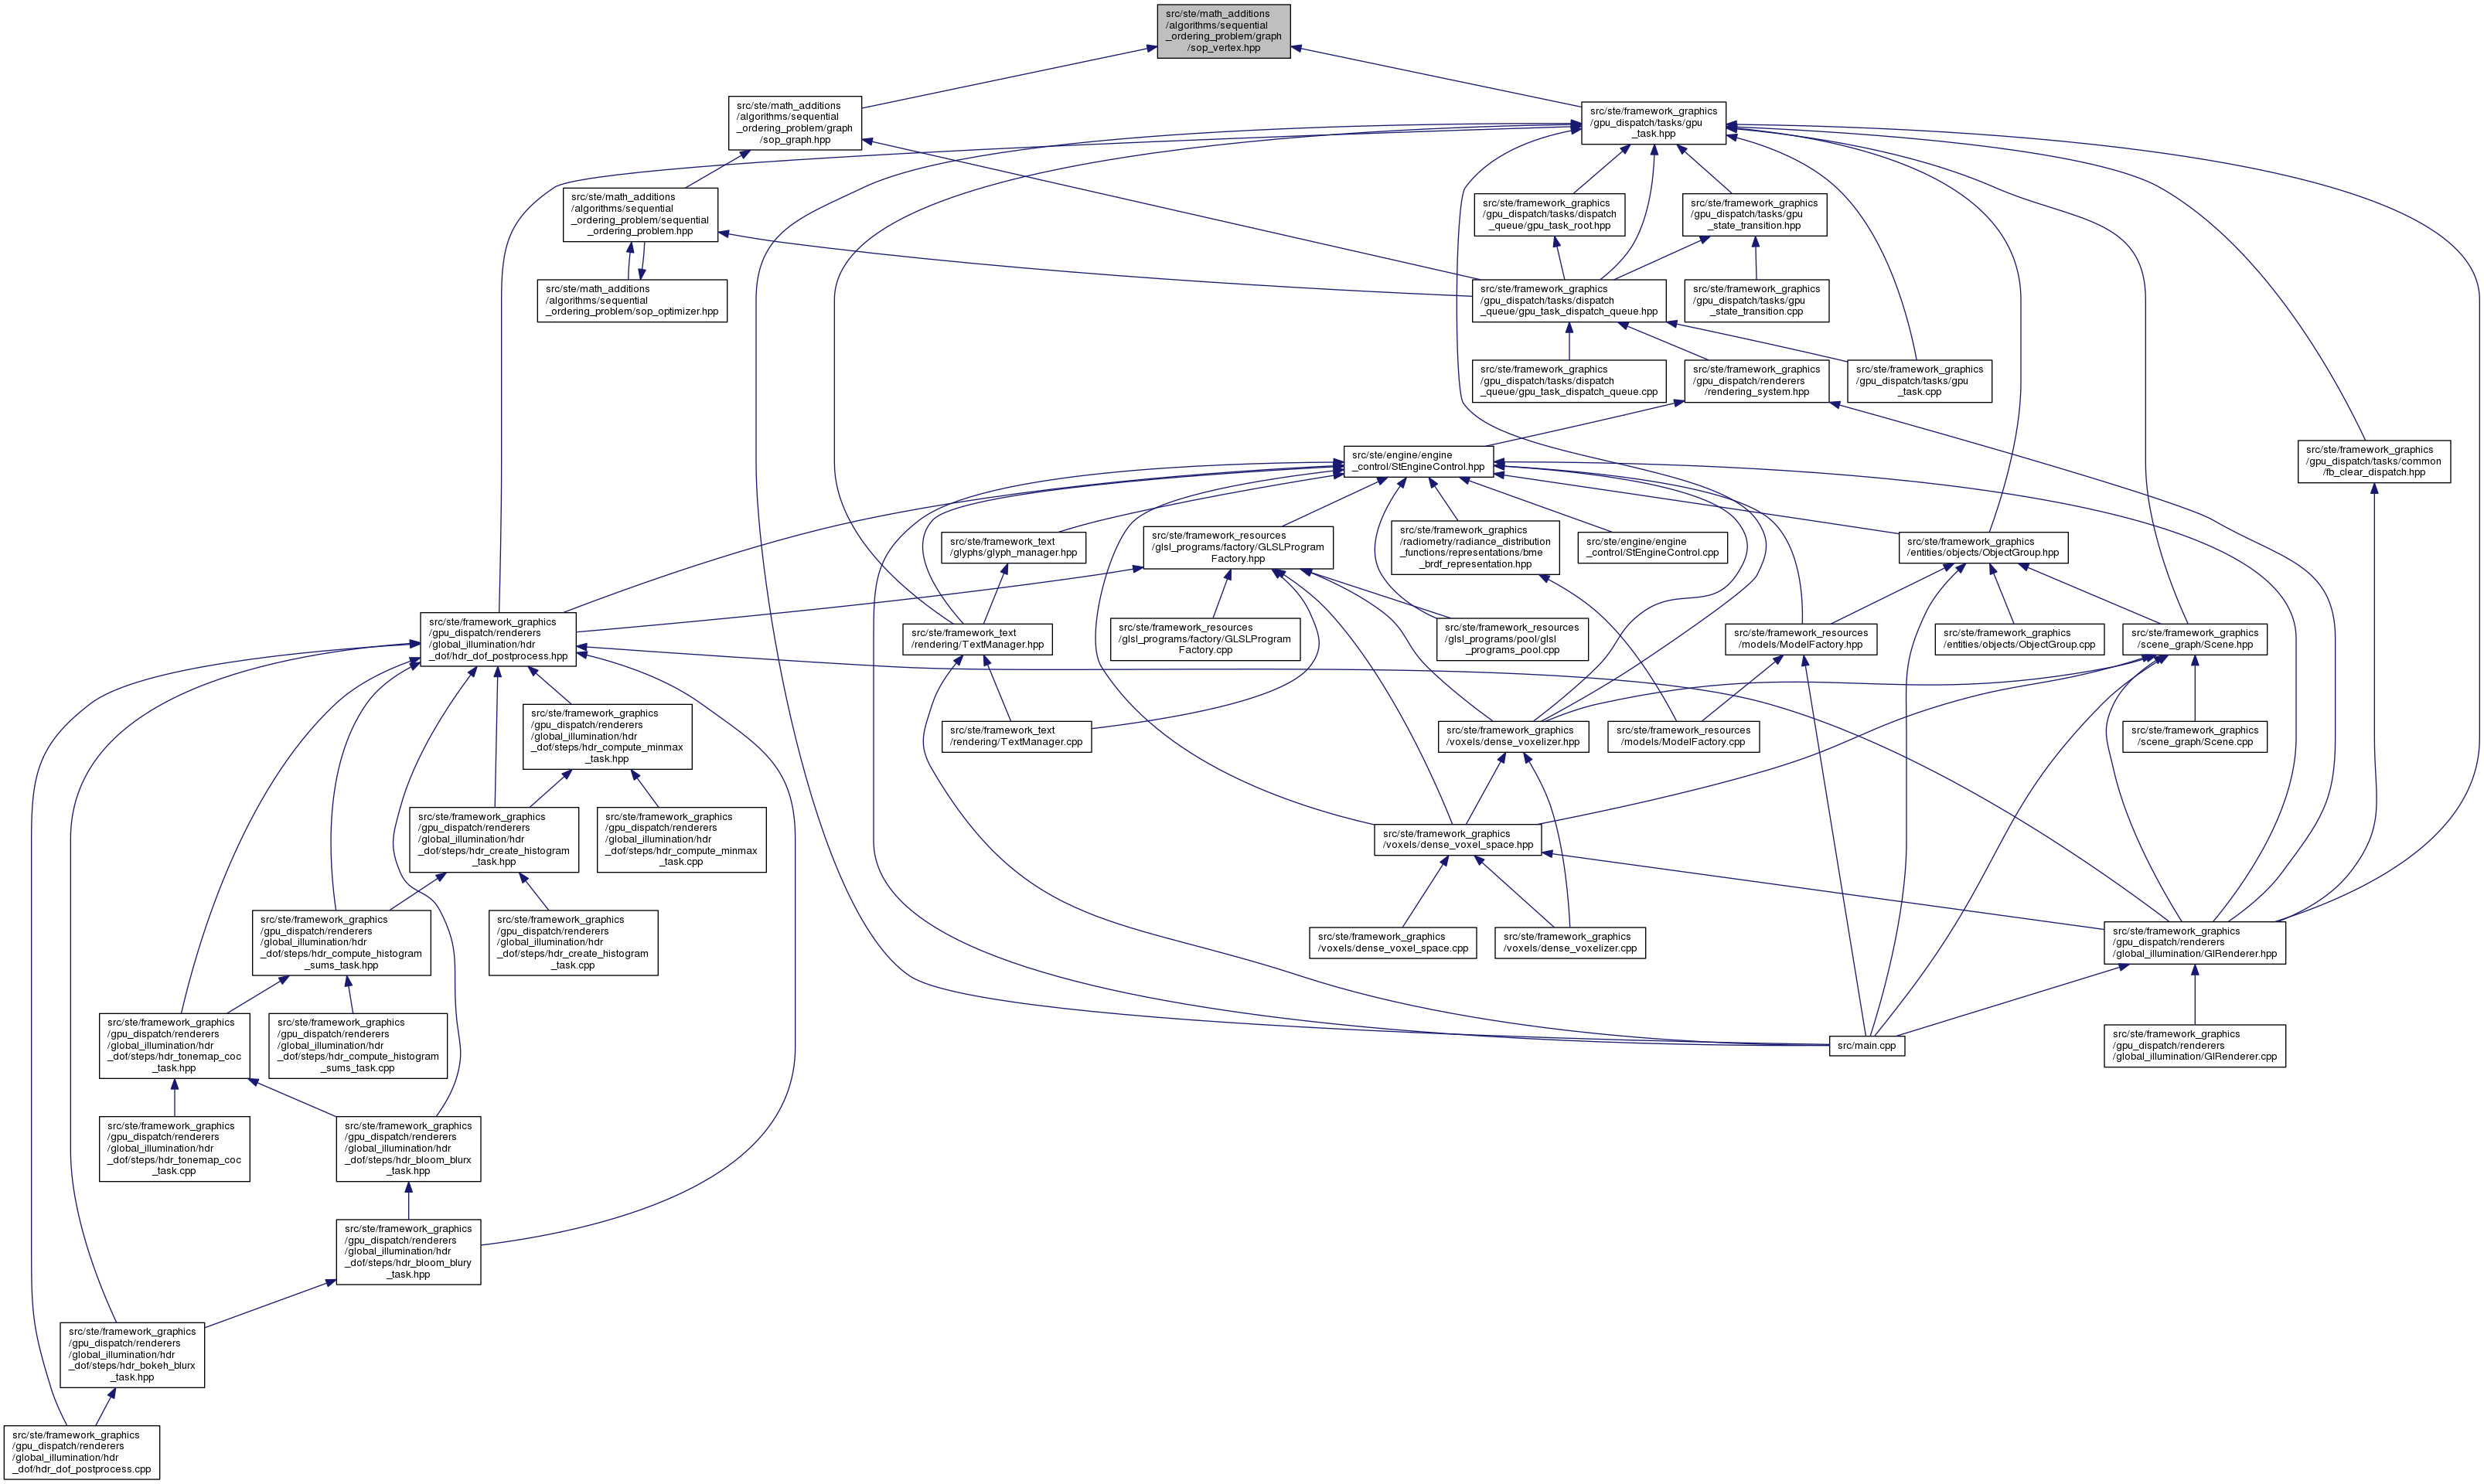 src/ste/math_additions
/algorithms/sequential
_ordering_problem/graph
/sop_vertex.hpp
src/ste/math_additions
/algorithms/sequential
_ordering_problem/graph
/sop_graph.hpp
src/ste/framework_graphics
/gpu_dispatch/tasks/gpu
_task.hpp
src/ste/math_additions
/algorithms/sequential
_ordering_problem/sequential
_ordering_problem.hpp
src/ste/framework_graphics
/gpu_dispatch/tasks/dispatch
_queue/gpu_task_root.hpp
src/ste/framework_graphics
/gpu_dispatch/tasks/gpu
_state_transition.hpp
src/ste/math_additions
/algorithms/sequential
_ordering_problem/sop_optimizer.hpp
src/ste/framework_graphics
/gpu_dispatch/tasks/dispatch
_queue/gpu_task_dispatch_queue.hpp
src/ste/framework_graphics
/gpu_dispatch/tasks/gpu
_state_transition.cpp
src/ste/framework_graphics
/gpu_dispatch/tasks/dispatch
_queue/gpu_task_dispatch_queue.cpp
src/ste/framework_graphics
/gpu_dispatch/renderers
/rendering_system.hpp
src/ste/framework_graphics
/gpu_dispatch/tasks/gpu
_task.cpp
src/ste/engine/engine
_control/StEngineControl.hpp
src/ste/framework_graphics
/gpu_dispatch/tasks/common
/fb_clear_dispatch.hpp
src/ste/framework_text
/glyphs/glyph_manager.hpp
src/ste/framework_resources
/glsl_programs/factory/GLSLProgram
Factory.hpp
src/ste/framework_graphics
/radiometry/radiance_distribution
_functions/representations/bme
_brdf_representation.hpp
src/ste/engine/engine
_control/StEngineControl.cpp
src/ste/framework_graphics
/entities/objects/ObjectGroup.hpp
src/ste/framework_graphics
/gpu_dispatch/renderers
/global_illumination/hdr
_dof/hdr_dof_postprocess.hpp
src/ste/framework_text
/rendering/TextManager.hpp
src/ste/framework_resources
/glsl_programs/factory/GLSLProgram
Factory.cpp
src/ste/framework_resources
/glsl_programs/pool/glsl
_programs_pool.cpp
src/ste/framework_resources
/models/ModelFactory.hpp
src/ste/framework_graphics
/entities/objects/ObjectGroup.cpp
src/ste/framework_graphics
/scene_graph/Scene.hpp
src/ste/framework_graphics
/gpu_dispatch/renderers
/global_illumination/hdr
_dof/steps/hdr_compute_minmax
_task.hpp
src/ste/framework_text
/rendering/TextManager.cpp
src/ste/framework_graphics
/voxels/dense_voxelizer.hpp
src/ste/framework_resources
/models/ModelFactory.cpp
src/ste/framework_graphics
/scene_graph/Scene.cpp
src/ste/framework_graphics
/gpu_dispatch/renderers
/global_illumination/hdr
_dof/steps/hdr_create_histogram
_task.hpp
src/ste/framework_graphics
/gpu_dispatch/renderers
/global_illumination/hdr
_dof/steps/hdr_compute_minmax
_task.cpp
src/ste/framework_graphics
/voxels/dense_voxel_space.hpp
src/ste/framework_graphics
/gpu_dispatch/renderers
/global_illumination/hdr
_dof/steps/hdr_compute_histogram
_sums_task.hpp
src/ste/framework_graphics
/gpu_dispatch/renderers
/global_illumination/hdr
_dof/steps/hdr_create_histogram
_task.cpp
src/ste/framework_graphics
/voxels/dense_voxel_space.cpp
src/ste/framework_graphics
/voxels/dense_voxelizer.cpp
src/ste/framework_graphics
/gpu_dispatch/renderers
/global_illumination/GIRenderer.hpp
src/ste/framework_graphics
/gpu_dispatch/renderers
/global_illumination/hdr
_dof/steps/hdr_tonemap_coc
_task.hpp
src/ste/framework_graphics
/gpu_dispatch/renderers
/global_illumination/hdr
_dof/steps/hdr_compute_histogram
_sums_task.cpp
src/main.cpp
src/ste/framework_graphics
/gpu_dispatch/renderers
/global_illumination/GIRenderer.cpp
src/ste/framework_graphics
/gpu_dispatch/renderers
/global_illumination/hdr
_dof/steps/hdr_tonemap_coc
_task.cpp
src/ste/framework_graphics
/gpu_dispatch/renderers
/global_illumination/hdr
_dof/steps/hdr_bloom_blurx
_task.hpp
src/ste/framework_graphics
/gpu_dispatch/renderers
/global_illumination/hdr
_dof/steps/hdr_bloom_blury
_task.hpp
src/ste/framework_graphics
/gpu_dispatch/renderers
/global_illumination/hdr
_dof/steps/hdr_bokeh_blurx
_task.hpp
src/ste/framework_graphics
/gpu_dispatch/renderers
/global_illumination/hdr
_dof/hdr_dof_postprocess.cpp